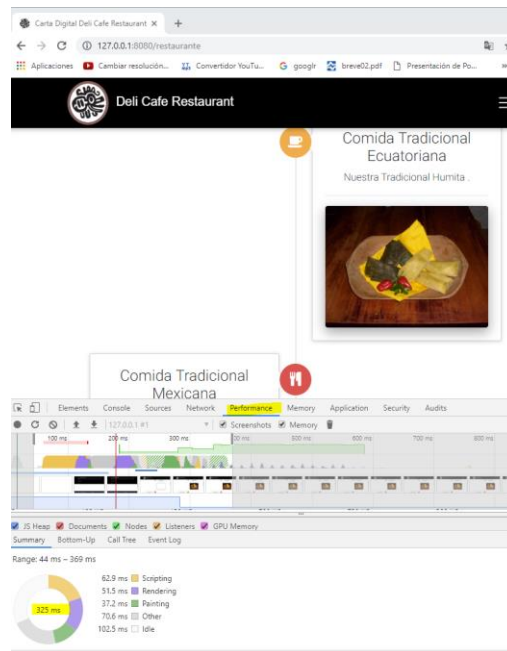 Carta Digital Deli Cafe Restaurant
127.0.0.1:8080/restaurante
Aplicaciones Cambiar resolución... Convertidor YouTu... googlr breve02.pdf Presentación de Po...
Deli Cafe Restaurant
Comida Tradicional
Ecuatoriana
Nuestra Tradicional Humita .
Comida Tradicional
Mexicana
Elements Console Sources Network Performance Memory Application Security Audits
127.0.0.1 #1 Screenshots Memory
100 ms 200 ms 300 ms 500 ms 600 ms 700 ms 800 ms
JS Heap Documents Nodes Listeners GPU Memory
Summary Bottom-Up Call Tree Event Log
Range: 44 ms – 369 ms
62.9 ms Scripting
51.5 ms Rendering
325 ms
37.2 ms Painting
70.6 ms Other
102.5 ms Idle